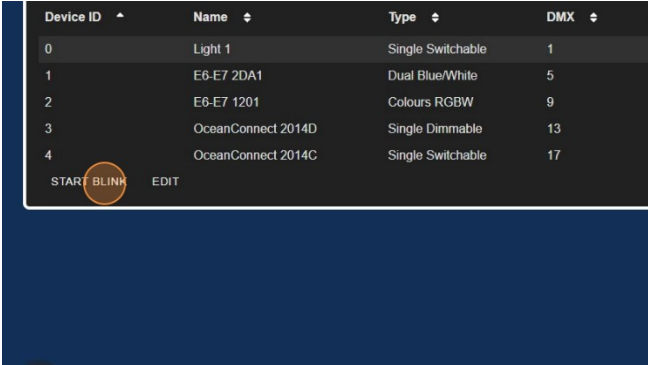 Device ID Name Type DMX
0 Light 1 Single Switchable 1
1 E6-E7 2DA1 Dual Blue/White 5
2 E6-E7 1201 Colours RGBW 9
3 OceanConnect 2014D Single Dimmable 13
4 OceanConnect 2014C Single Switchable 17
START BLINK EDIT